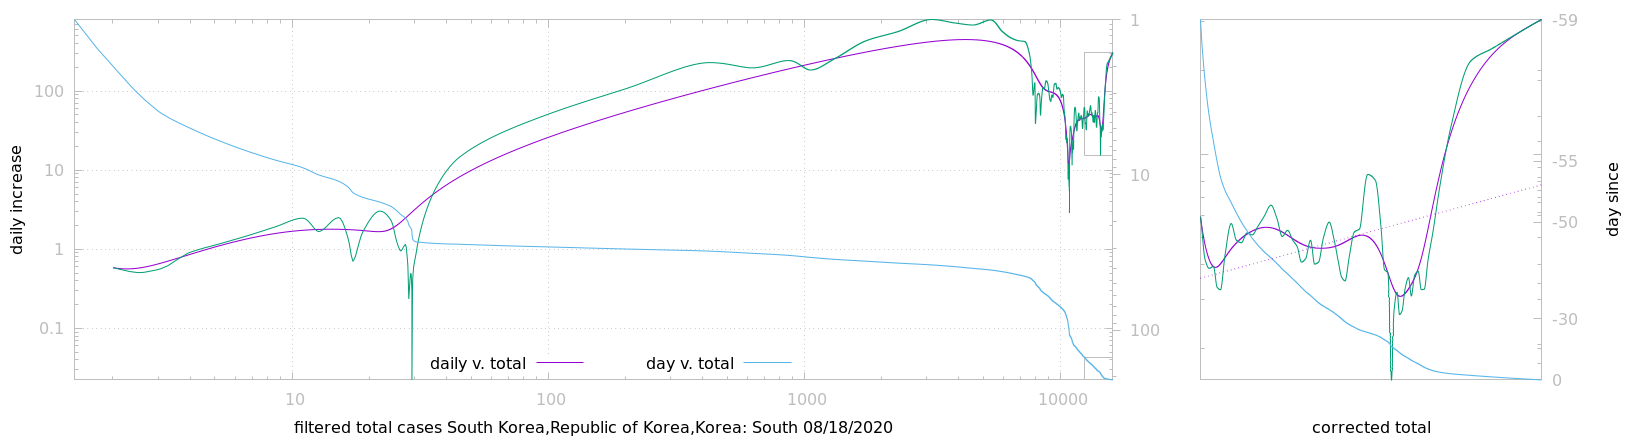 1
-59
100
daily increase
-55
day since
10
10
-50
1
-30
0.1
100
daily v. total
day v. total
0
10
100
1000
10000
filtered total cases South Korea,Republic of Korea,Korea: South 08/18/2020
corrected total